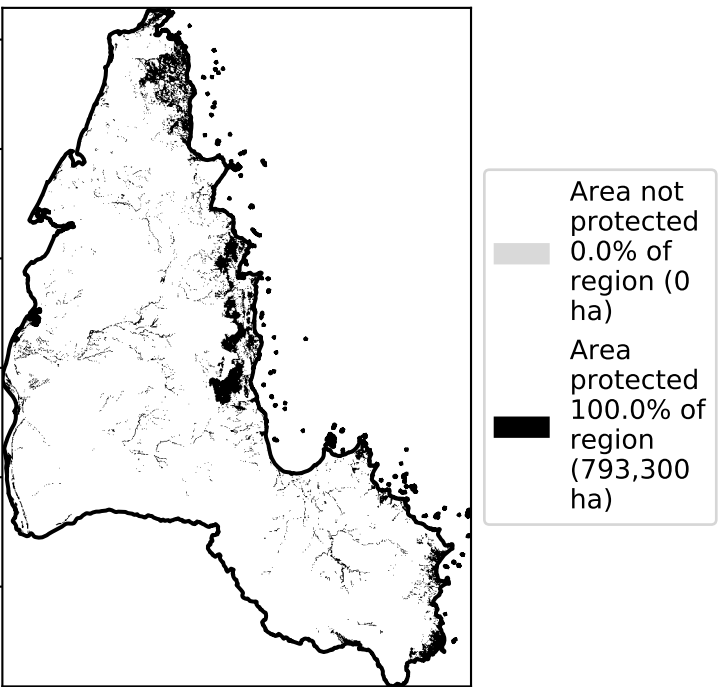 Area not
protected
0.0% of
region (0
ha)
Area
protected
100.0% of
region
(793,300
ha)